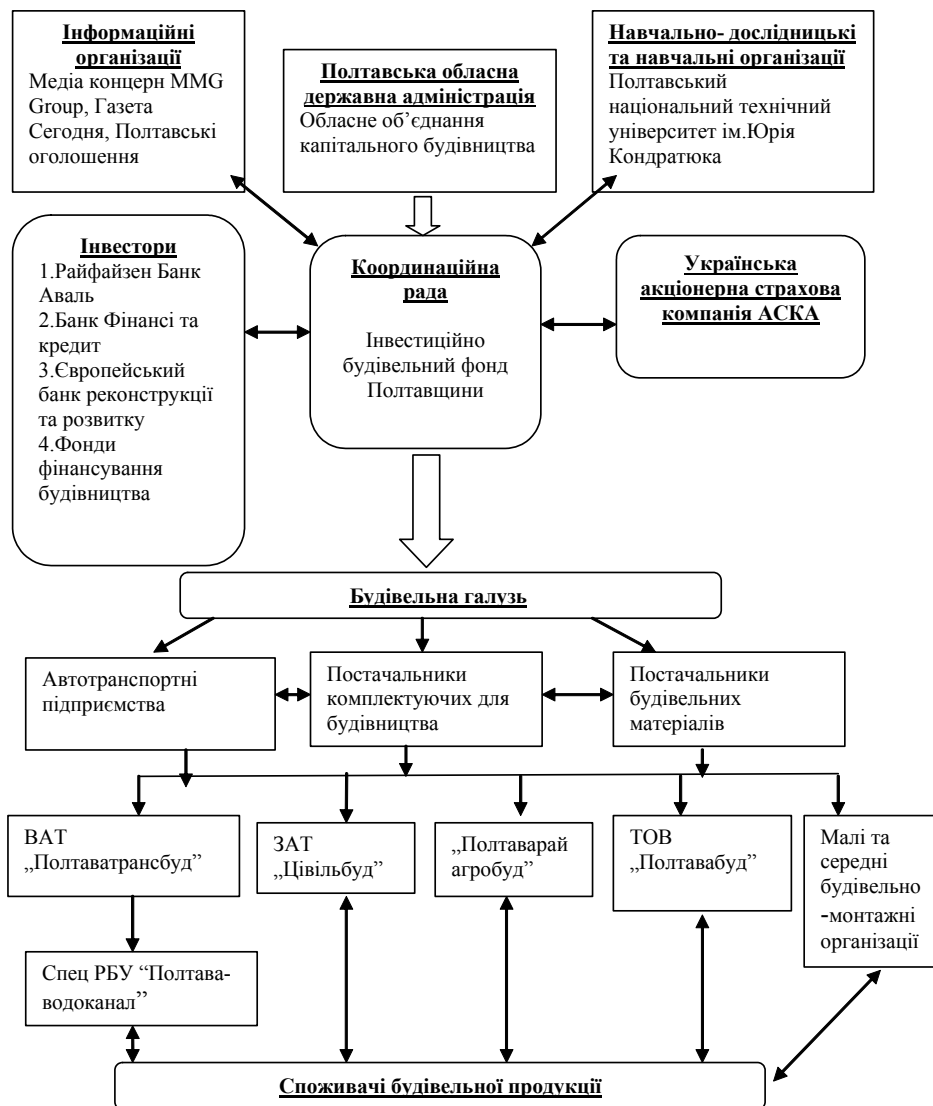 Інформаційні
організації
Медіа концерн MMG
Group, Газета
Сегодня, Полтавські
оголошення
Полтавська обласна
державна адміністрація
Обласне об’єднання
капітального будівництва
Навчально- дослідницькі
та навчальні організації
Полтавський
національний технічний
університет ім.Юрія
Кондратюка
Інвестори
1.Райфайзен Банк
Аваль
2.Банк Фінансі та
кредит
3.Європейський
банк реконструкції
та розвитку
4.Фонди
фінансування
будівництва
Координаційна
рада
Інвестиційно
будівельний фонд
Полтавщини
Українська
акціонерна страхова
компанія АСКА
Будівельна галузь
Автотранспортні
підприємства
Постачальники
комплектуючих для
будівництва
Постачальники
будівельних
матеріалів
ВАТ
„Полтаватрансбуд”
ЗАТ
„Цівільбуд”
„Полтаварай
агробуд”
ТОВ
„Полтавабуд”
Малі та
середні
будівельно
-монтажні
організації
Спец РБУ “Полтава-
водоканал”
Споживачі будівельної продукції